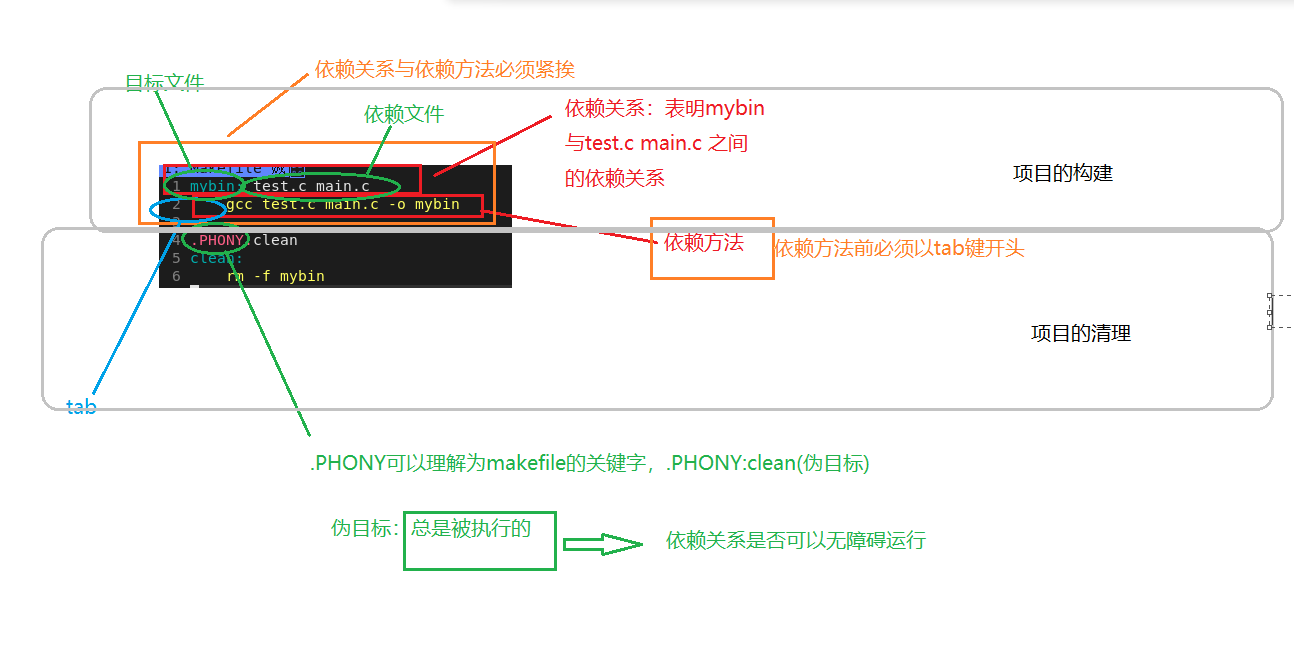 依赖关系与依赖方法必须紧挨
目标文件
依赖文件
依赖关系：表明mybin
与test.c main.c 之间
的依赖关系
项目的构建
1 mybin: test.c main.c
2 gcc test.c main.c -o mybin
3
4 .PHONY:clean
5 clean:
6 rm -f mybin
依赖方法
依赖方法前必须以tab键开头
项目的清理
tab
.PHONY可以理解为makefile的关键字，.PHONY:clean(伪目标)
伪目标：
总是被执行的
依赖关系是否可以无障碍运行